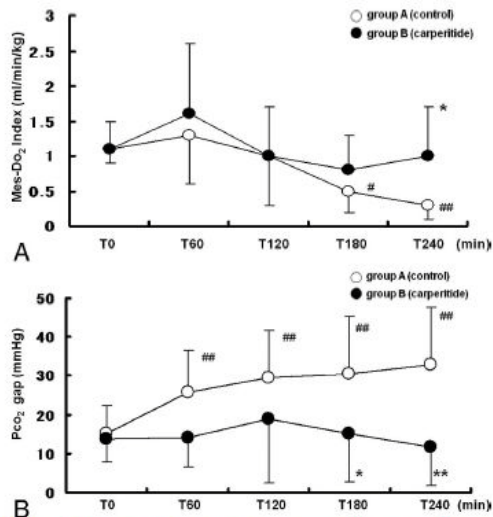 group A (control)
group B (carperitide)
Mes-Do2 Index (ml/min/kg)
3
2.5
2
1.5
1
0.5
0
*
#
##
T0 T60 T120 T180 T240 (min)
A
group A (control)
group B (carperitide)
Pco2 gap (mmHg)
50
40
30
20
10
0
## ## ## ##
* **
T0 T60 T120 T180 T240 (min)
B